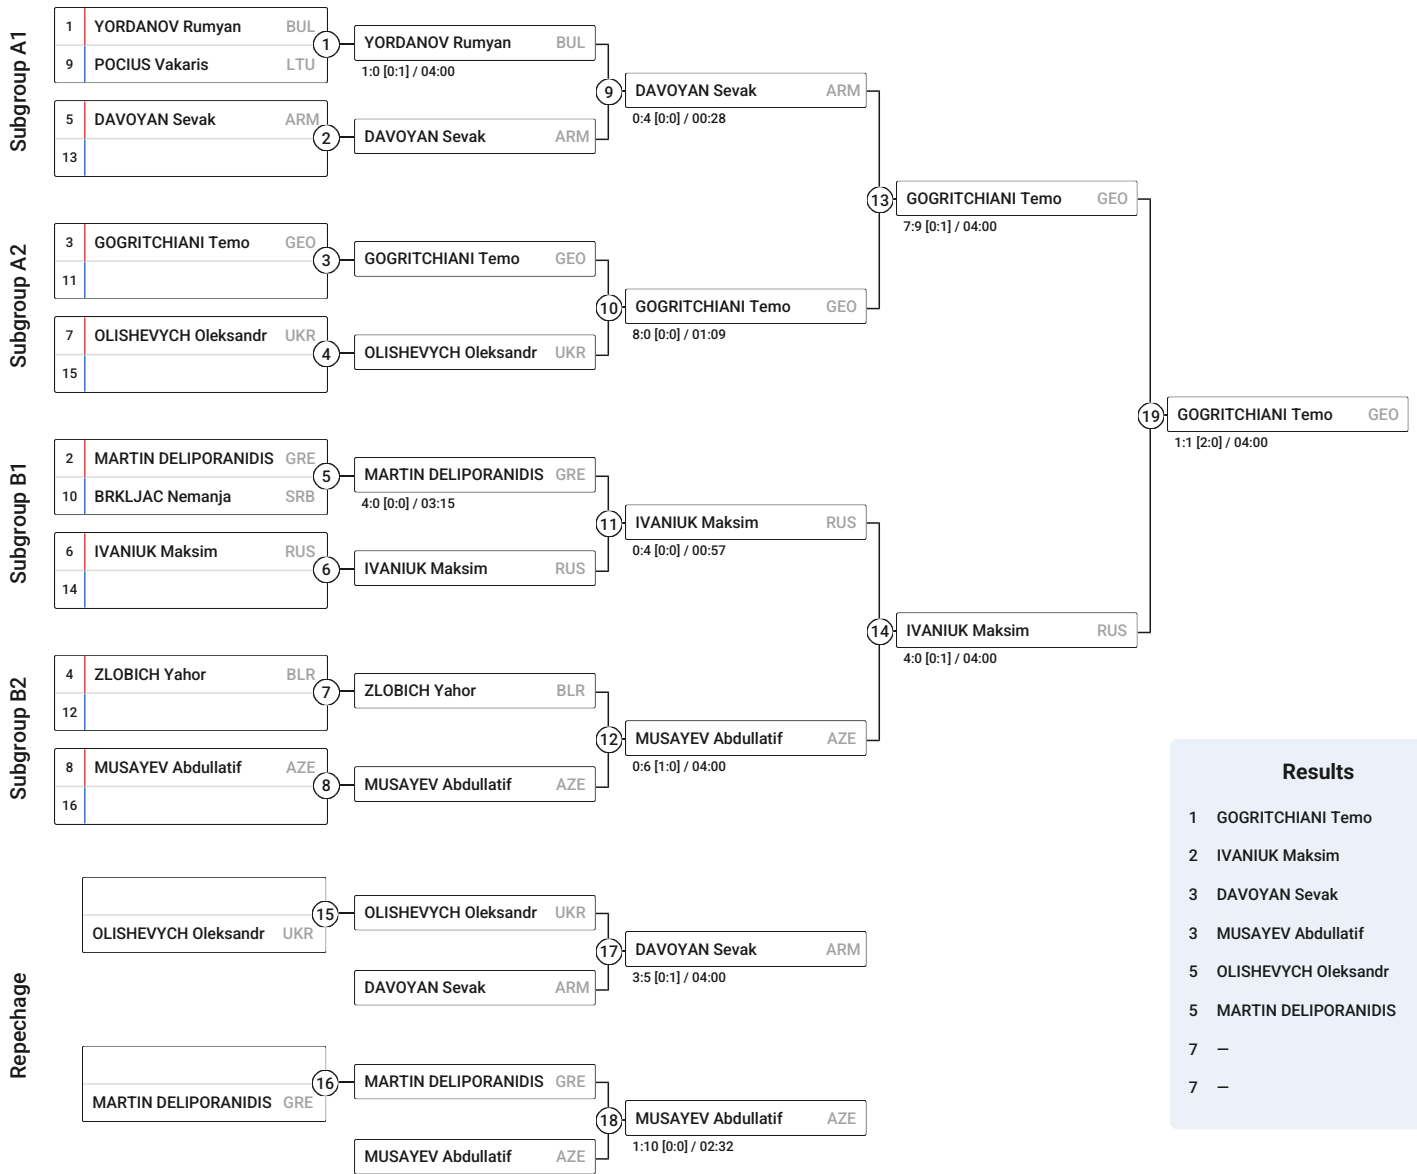 Subgroup A1
1 YORDANOV Rumyan BUL
9 POCIUS Vakaris LTU
1
5 DAVOYAN Sevak ARM
13
2
YORDANOV Rumyan BUL
1:0 [0:1] / 04:00
DAVOYAN Sevak ARM
9
DAVOYAN Sevak ARM
0:4 [0:0] / 00:28
Subgroup A2
3 GOGRITCHIANI Temo GEO
11
3
7 OLISHEVYCH Oleksandr UKR
15
4
GOGRITCHIANI Temo GEO
OLISHEVYCH Oleksandr UKR
10
GOGRITCHIANI Temo GEO
8:0 [0:0] / 01:09
13
GOGRITCHIANI Temo GEO
7:9 [0:1] / 04:00
Subgroup B1
2 MARTIN DELIPORANIDIS GRE
10 BRKLJAC Nemanja SRB
5
6 IVANIUK Maksim RUS
14
6
MARTIN DELIPORANIDIS GRE
4:0 [0:0] / 03:15
IVANIUK Maksim RUS
11
IVANIUK Maksim RUS
0:4 [0:0] / 00:57
Subgroup B2
4 ZLOBICH Yahor BLR
12
7
8 MUSAYEV Abdullatif AZE
16
8
ZLOBICH Yahor BLR
MUSAYEV Abdullatif AZE
12
MUSAYEV Abdullatif AZE
0:6 [1:0] / 04:00
14
IVANIUK Maksim RUS
4:0 [0:1] / 04:00
19
GOGRITCHIANI Temo GEO
1:1 [2:0] / 04:00
Repechage
OLISHEVYCH Oleksandr UKR
15
OLISHEVYCH Oleksandr UKR
DAVOYAN Sevak ARM
17
DAVOYAN Sevak ARM
3:5 [0:1] / 04:00
MARTIN DELIPORANIDIS GRE
16
MARTIN DELIPORANIDIS GRE
MUSAYEV Abdullatif AZE
18
MUSAYEV Abdullatif AZE
1:10 [0:0] / 02:32
Results
1 GOGRITCHIANI Temo
2 IVANIUK Maksim
3 DAVOYAN Sevak
3 MUSAYEV Abdullatif
5 OLISHEVYCH Oleksandr
5 MARTIN DELIPORANIDIS
7 —
7 —